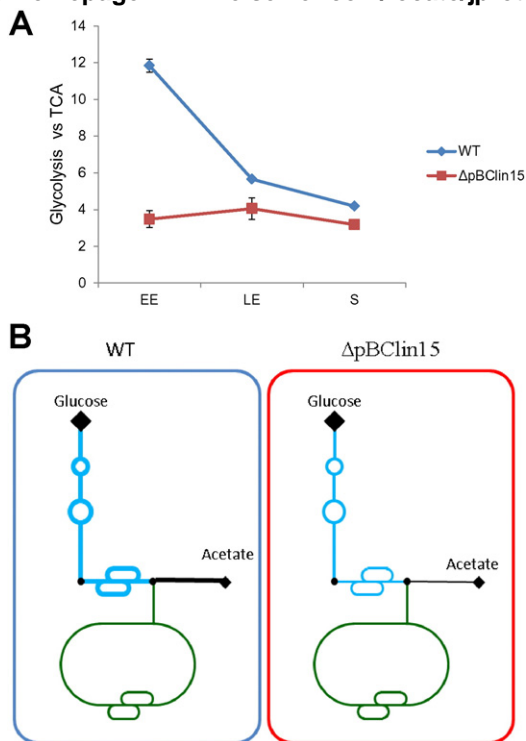 A
14
12
10
8
6
4
2
0
Glycolysis vs TCA
EE
LE
S
WT
ΔpBClin15
B
WT
ΔpBClin15
Glucose
Glucose
Acetate
Acetate